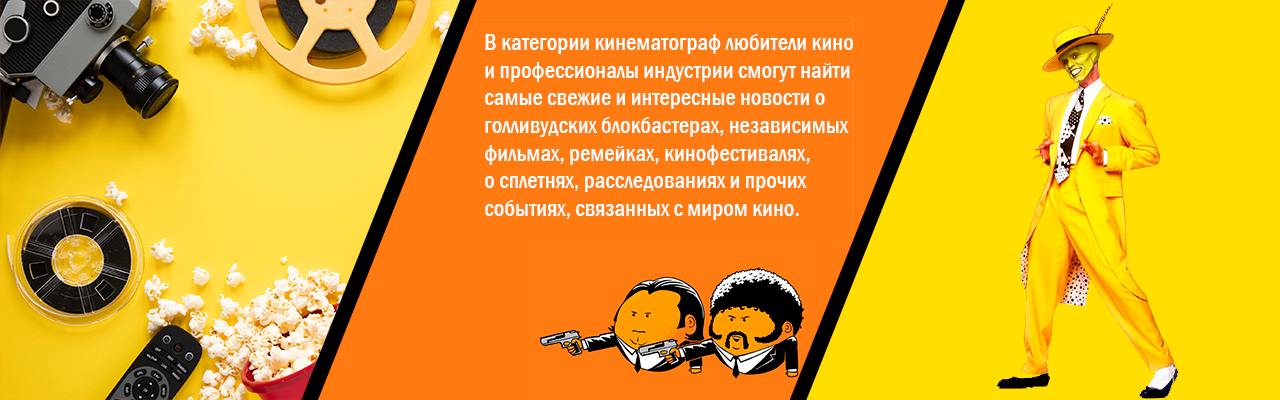 В категории кинематограф любители кино
и профессионалы индустрии смогут найти
самые свежие и интересные новости о
голливудских блокбастерах, независимых
фильмах, ремейках, кинофестивалях,
о сплетнях, расследованиях и прочих
событиях, связанных с миром кино.